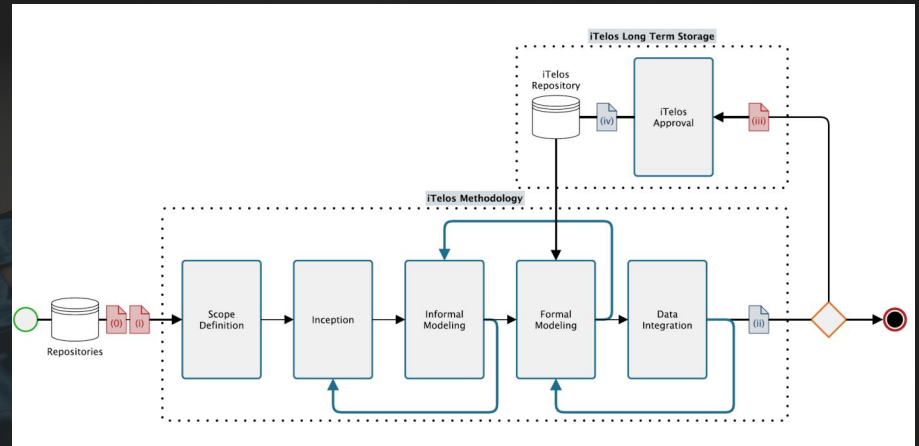 iTelos Long Term Storage
iTelos
Repository
(iv)
iTelos
Approval
(iii)
iTelos Methodology
Repositories
(0)
(i)
Scope
Definition
Inception
Informal
Modeling
Formal
Modeling
Data
Integration
(ii)